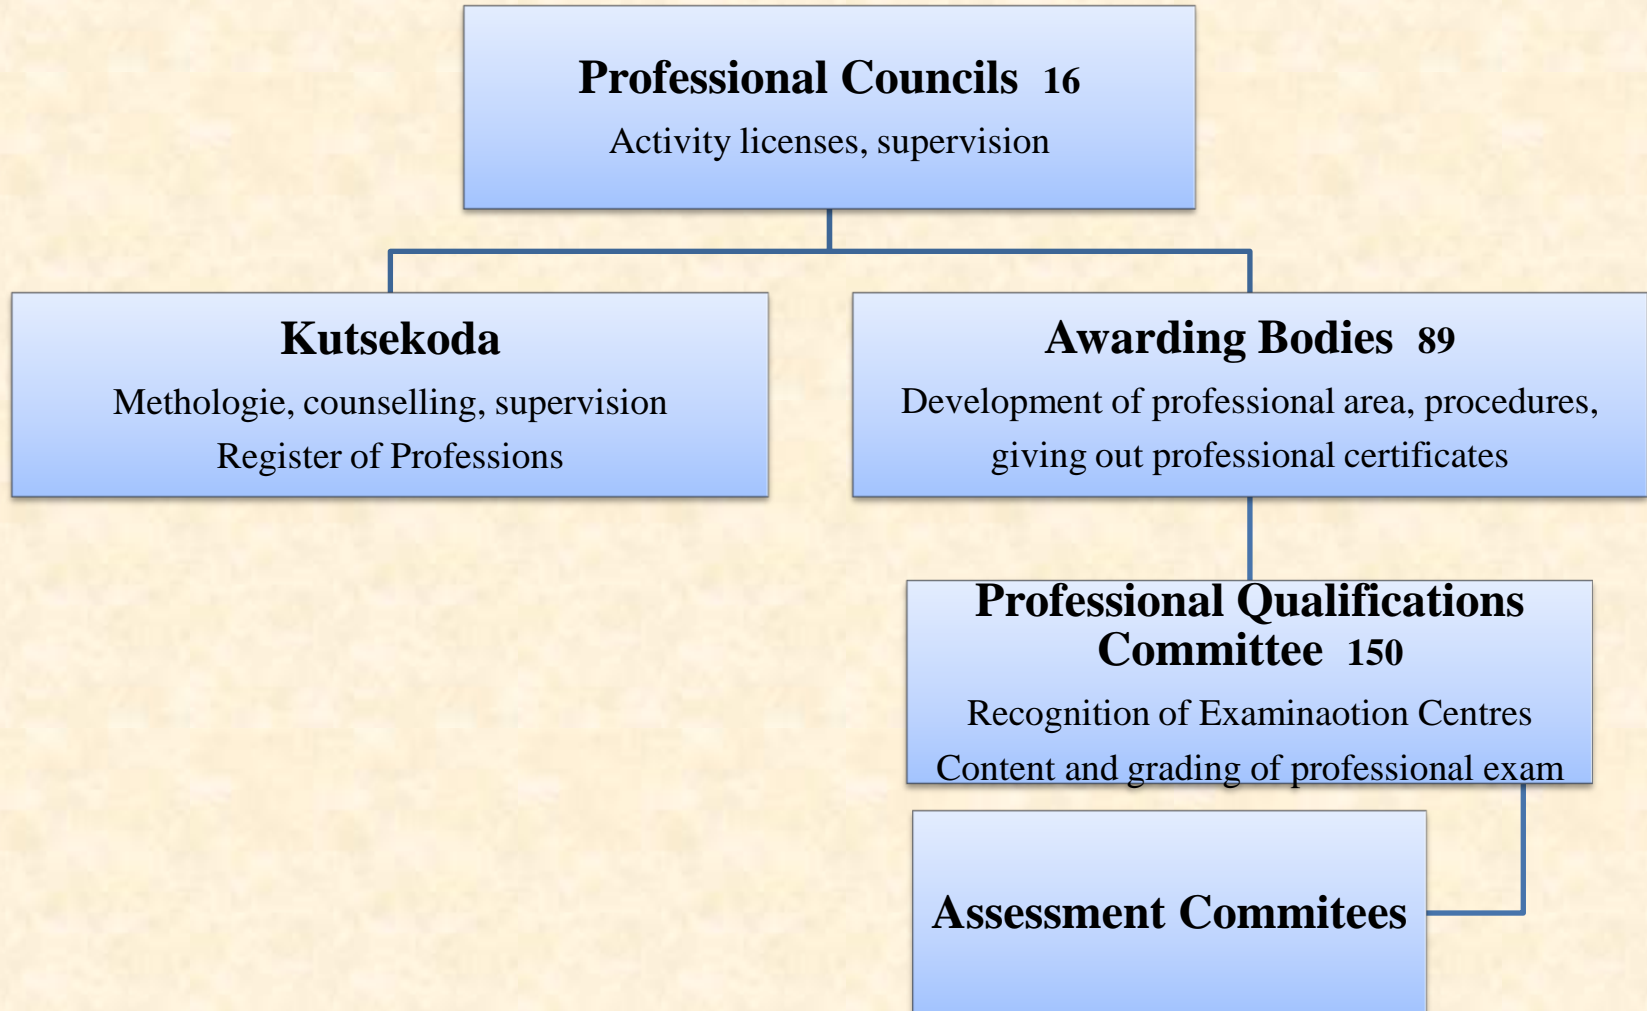 Professional Councils 16
Activity licenses, supervision
Kutsekoda
Methologie, counselling, supervision
Register of Professions
Awarding Bodies 89
Development of professional area, procedures,
giving out professional certificates
Professional Qualifications
Committee 150
Recognition of Examinaotion Centres
Content and grading of professional exam
Assessment Commitees